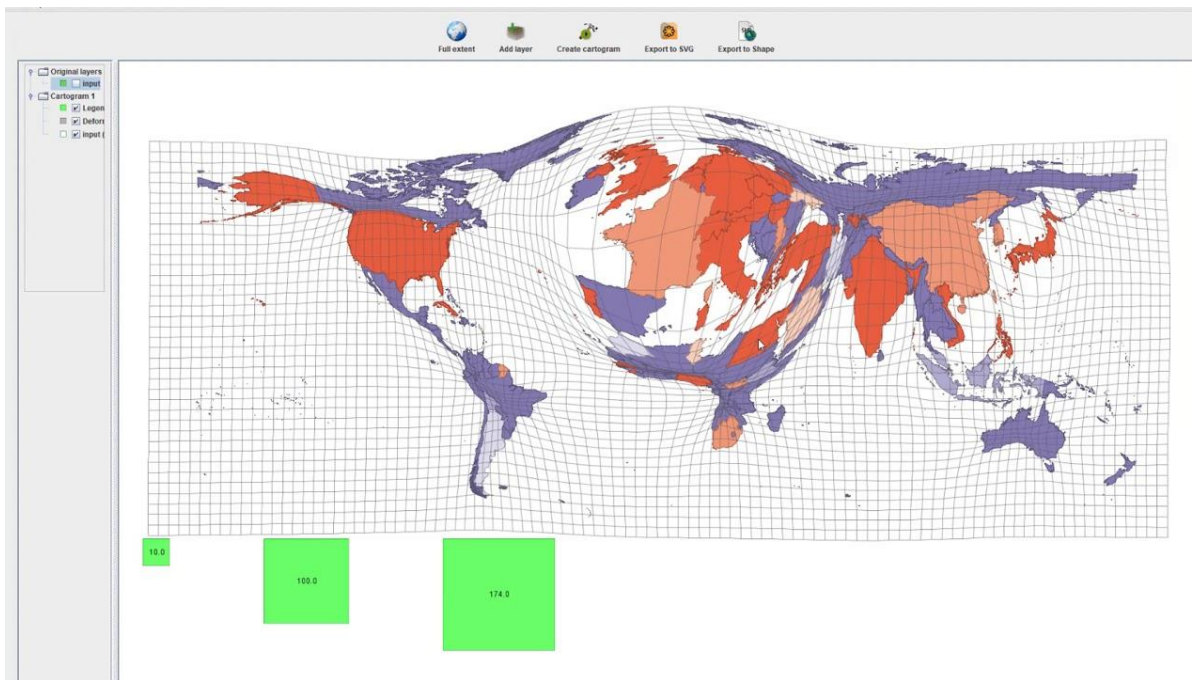 Full extent
Add layer
Create cartogram
Export to SVG
Export to Shape
Original layers
input
Cartogram 1
Legen
Deforr
input (
10.0
100.0
174.0